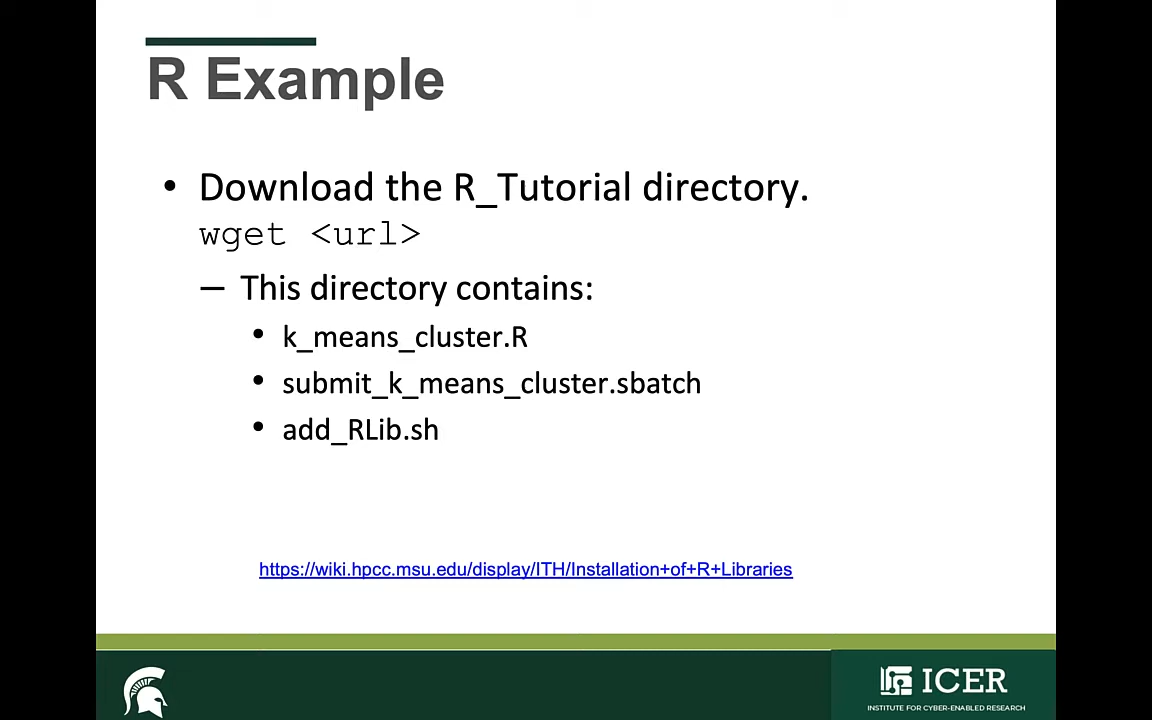 R Example
• Download the R_Tutorial directory.
wget <url>
– This directory contains:
• k_means_cluster.R
• submit_k_means_cluster.sbatch
• add_RLib.sh
https://wiki.hpcc.msu.edu/display/ITH/Installation+of+R+Libraries
ICER
INSTITUTE FOR CYBER-ENABLED RESEARCH